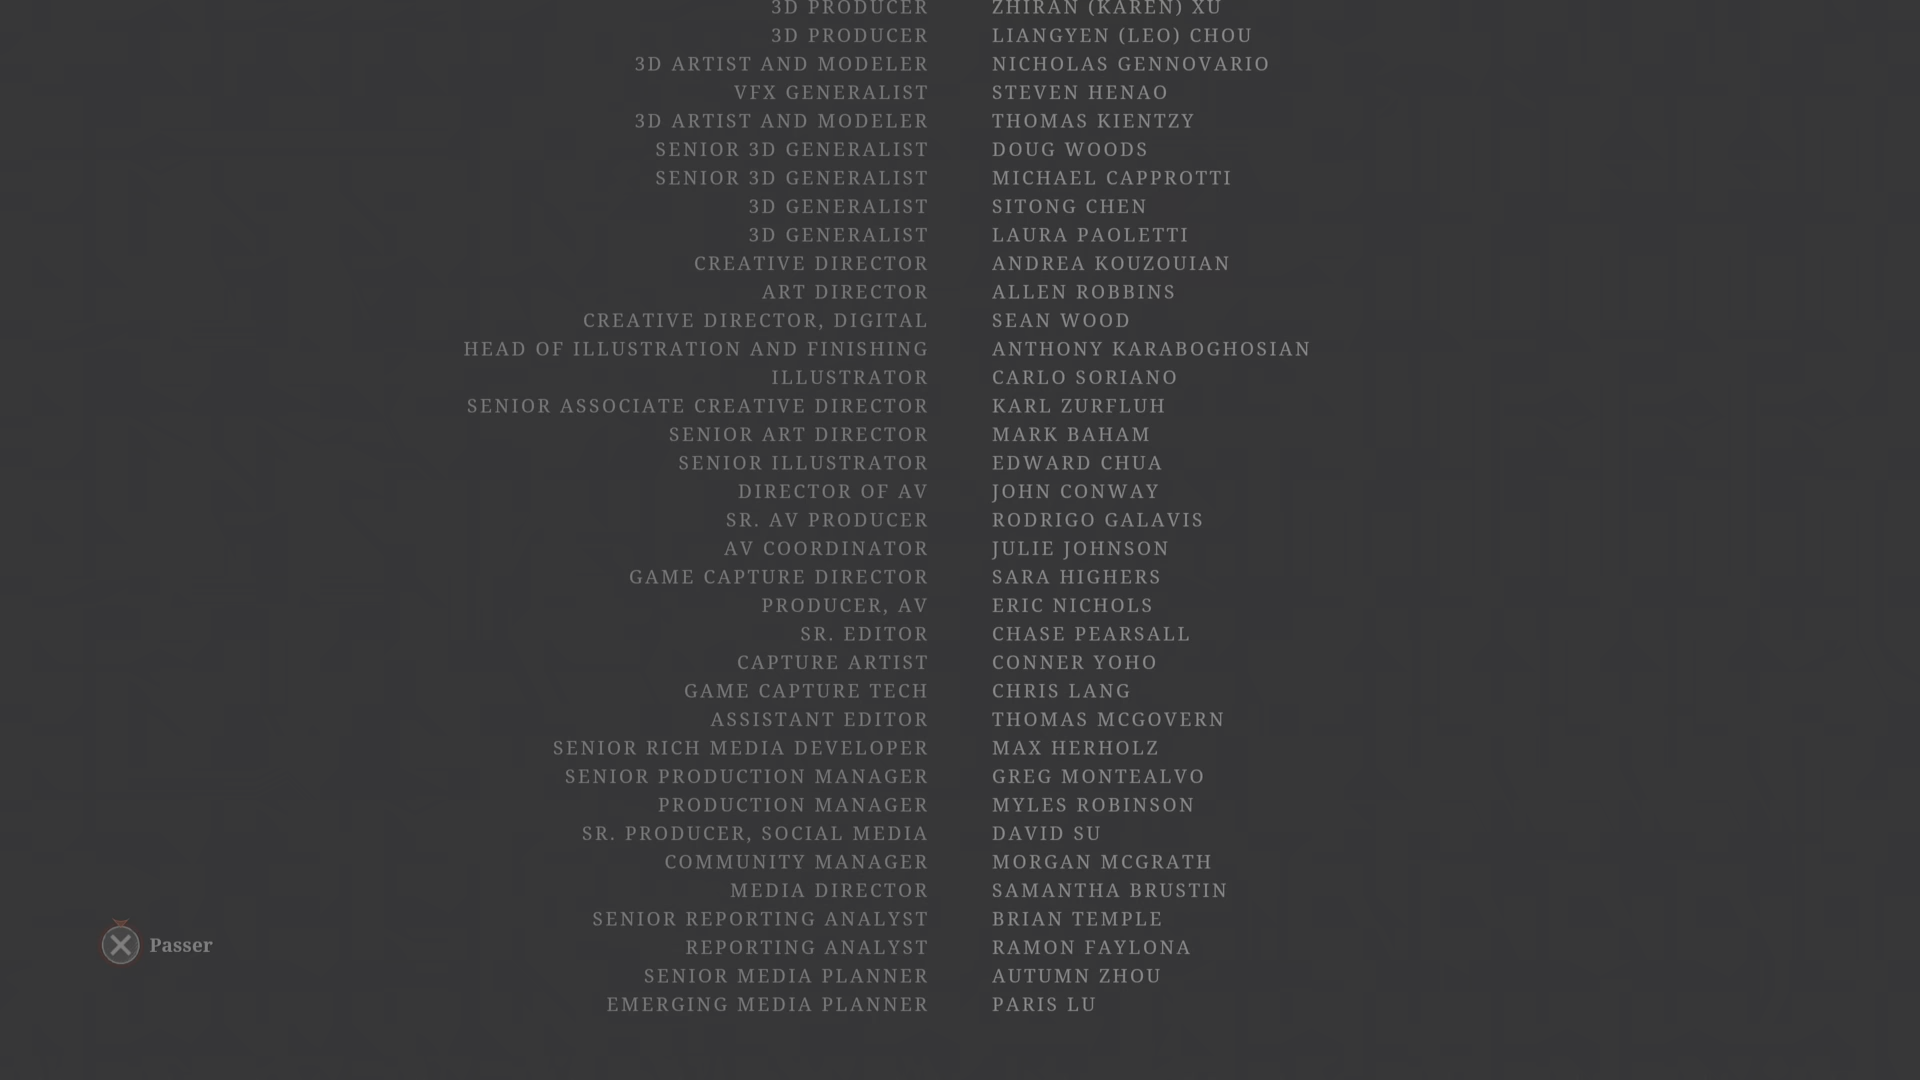 3D PRODUCER ZHIRAN (KAREN) XU
3D PRODUCER LIANGYEN (LEO) CHOU
3D ARTIST AND MODELER NICHOLAS GENNOVARIO
VFX GENERALIST STEVEN HENAO
3D ARTIST AND MODELER THOMAS KIENTZY
SENIOR 3D GENERALIST DOUG WOODS
SENIOR 3D GENERALIST MICHAEL CAPPROTTI
3D GENERALIST SITONG CHEN
3D GENERALIST LAURA PAOLETTI
CREATIVE DIRECTOR ANDREA KOUZOUIAN
ART DIRECTOR ALLEN ROBBINS
CREATIVE DIRECTOR, DIGITAL SEAN WOOD
HEAD OF ILLUSTRATION AND FINISHING ANTHONY KARABOGHOSIAN
ILLUSTRATOR CARLO SORIANO
SENIOR ASSOCIATE CREATIVE DIRECTOR KARL ZURFLUH
SENIOR ART DIRECTOR MARK BAHAM
SENIOR ILLUSTRATOR EDWARD CHUA
DIRECTOR OF AV JOHN CONWAY
SR. AV PRODUCER RODRIGO GALAVIS
AV COORDINATOR JULIE JOHNSON
GAME CAPTURE DIRECTOR SARA HIGHERS
PRODUCER, AV ERIC NICHOLS
SR. EDITOR CHASE PEARSALL
CAPTURE ARTIST CONNER YOHO
GAME CAPTURE TECH CHRIS LANG
ASSISTANT EDITOR THOMAS MCGOVERN
SENIOR RICH MEDIA DEVELOPER MAX HERHOLZ
SENIOR PRODUCTION MANAGER GREG MONTEALVO
PRODUCTION MANAGER MYLES ROBINSON
SR. PRODUCER, SOCIAL MEDIA DAVID SU
COMMUNITY MANAGER MORGAN MCGRATH
MEDIA DIRECTOR SAMANTHA BRUSTIN
SENIOR REPORTING ANALYST BRIAN TEMPLE
REPORTING ANALYST RAMON FAYLONA
Passer
SENIOR MEDIA PLANNER AUTUMN ZHOU
EMERGING MEDIA PLANNER PARIS LU